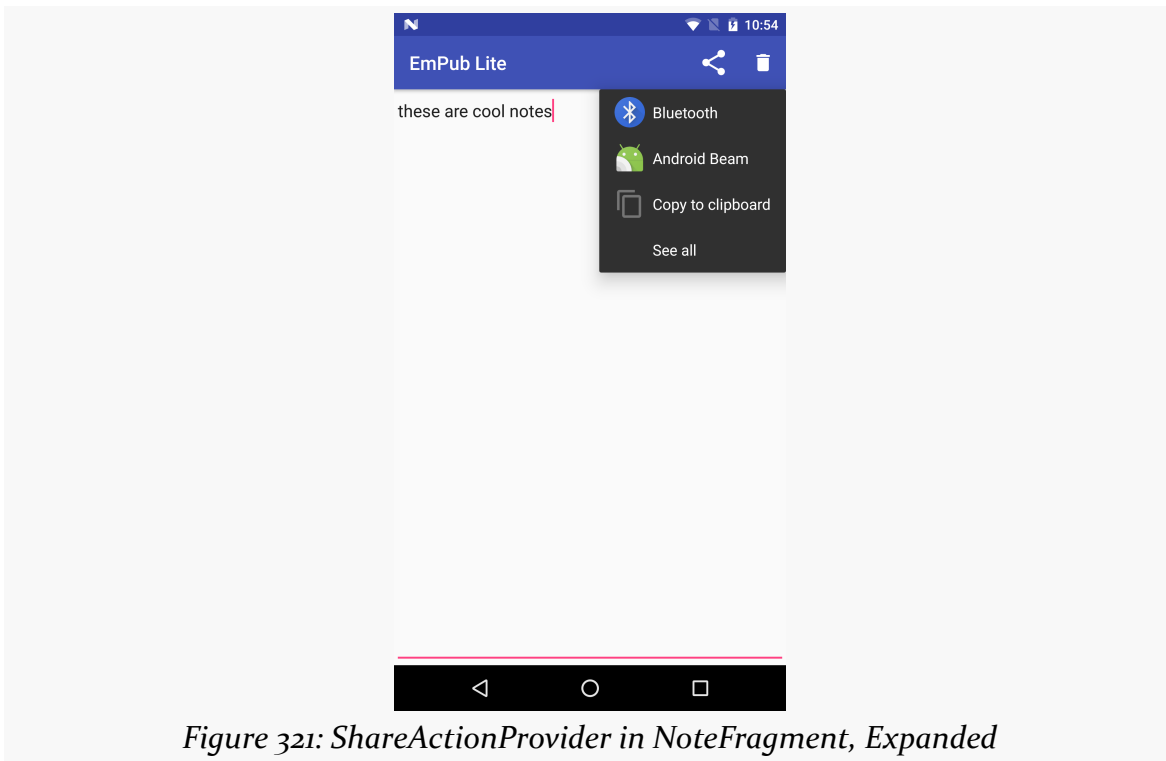 10:54
EmPub Lite
these are cool notes
Bluetooth
Android Beam
Copy to clipboard
See all
Figure 321: ShareActionProvider in NoteFragment, Expanded